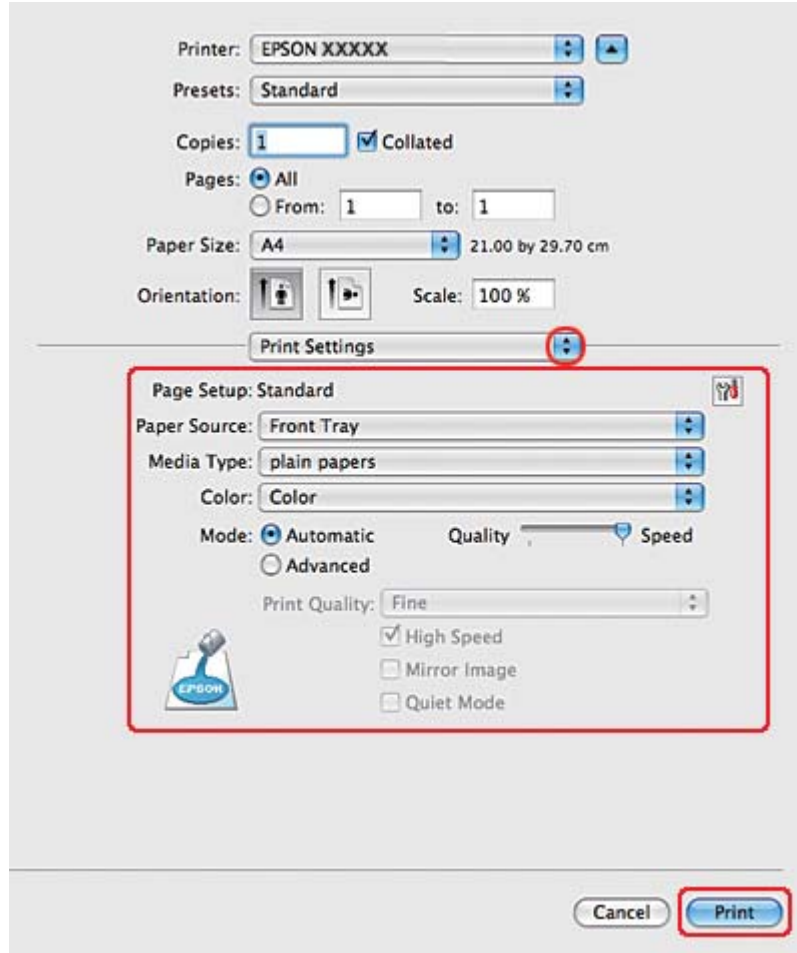 Printer: EPSON XXXXX
Presets: Standard
Copies: 1 Collated
Pages: All
From: 1 to: 1
Paper Size: A4 21.00 by 29.70 cm
Orientation: Scale: 100 %
Print Settings
Page Setup: Standard
Paper Source: Front Tray
Media Type: plain papers
Color: Color
Mode: Automatic Quality Speed
Advanced
Print Quality: Fine
High Speed
Mirror Image
EPSON
Quiet Mode
Cancel Print